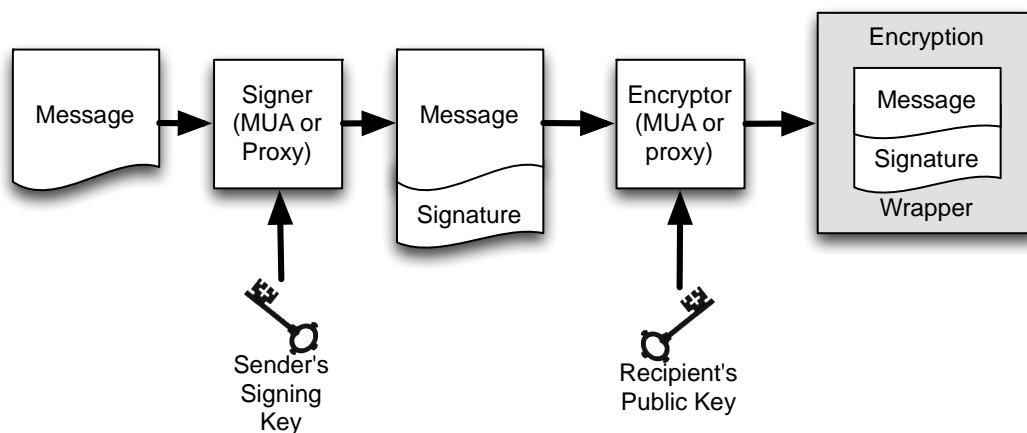 Message
Signer
(MUA or
Proxy)
Message
Signature
Encryptor
(MUA or
proxy)
Encryption
Message
Signature
Wrapper
Sender's
Signing
Key
Recipient's
Public Key